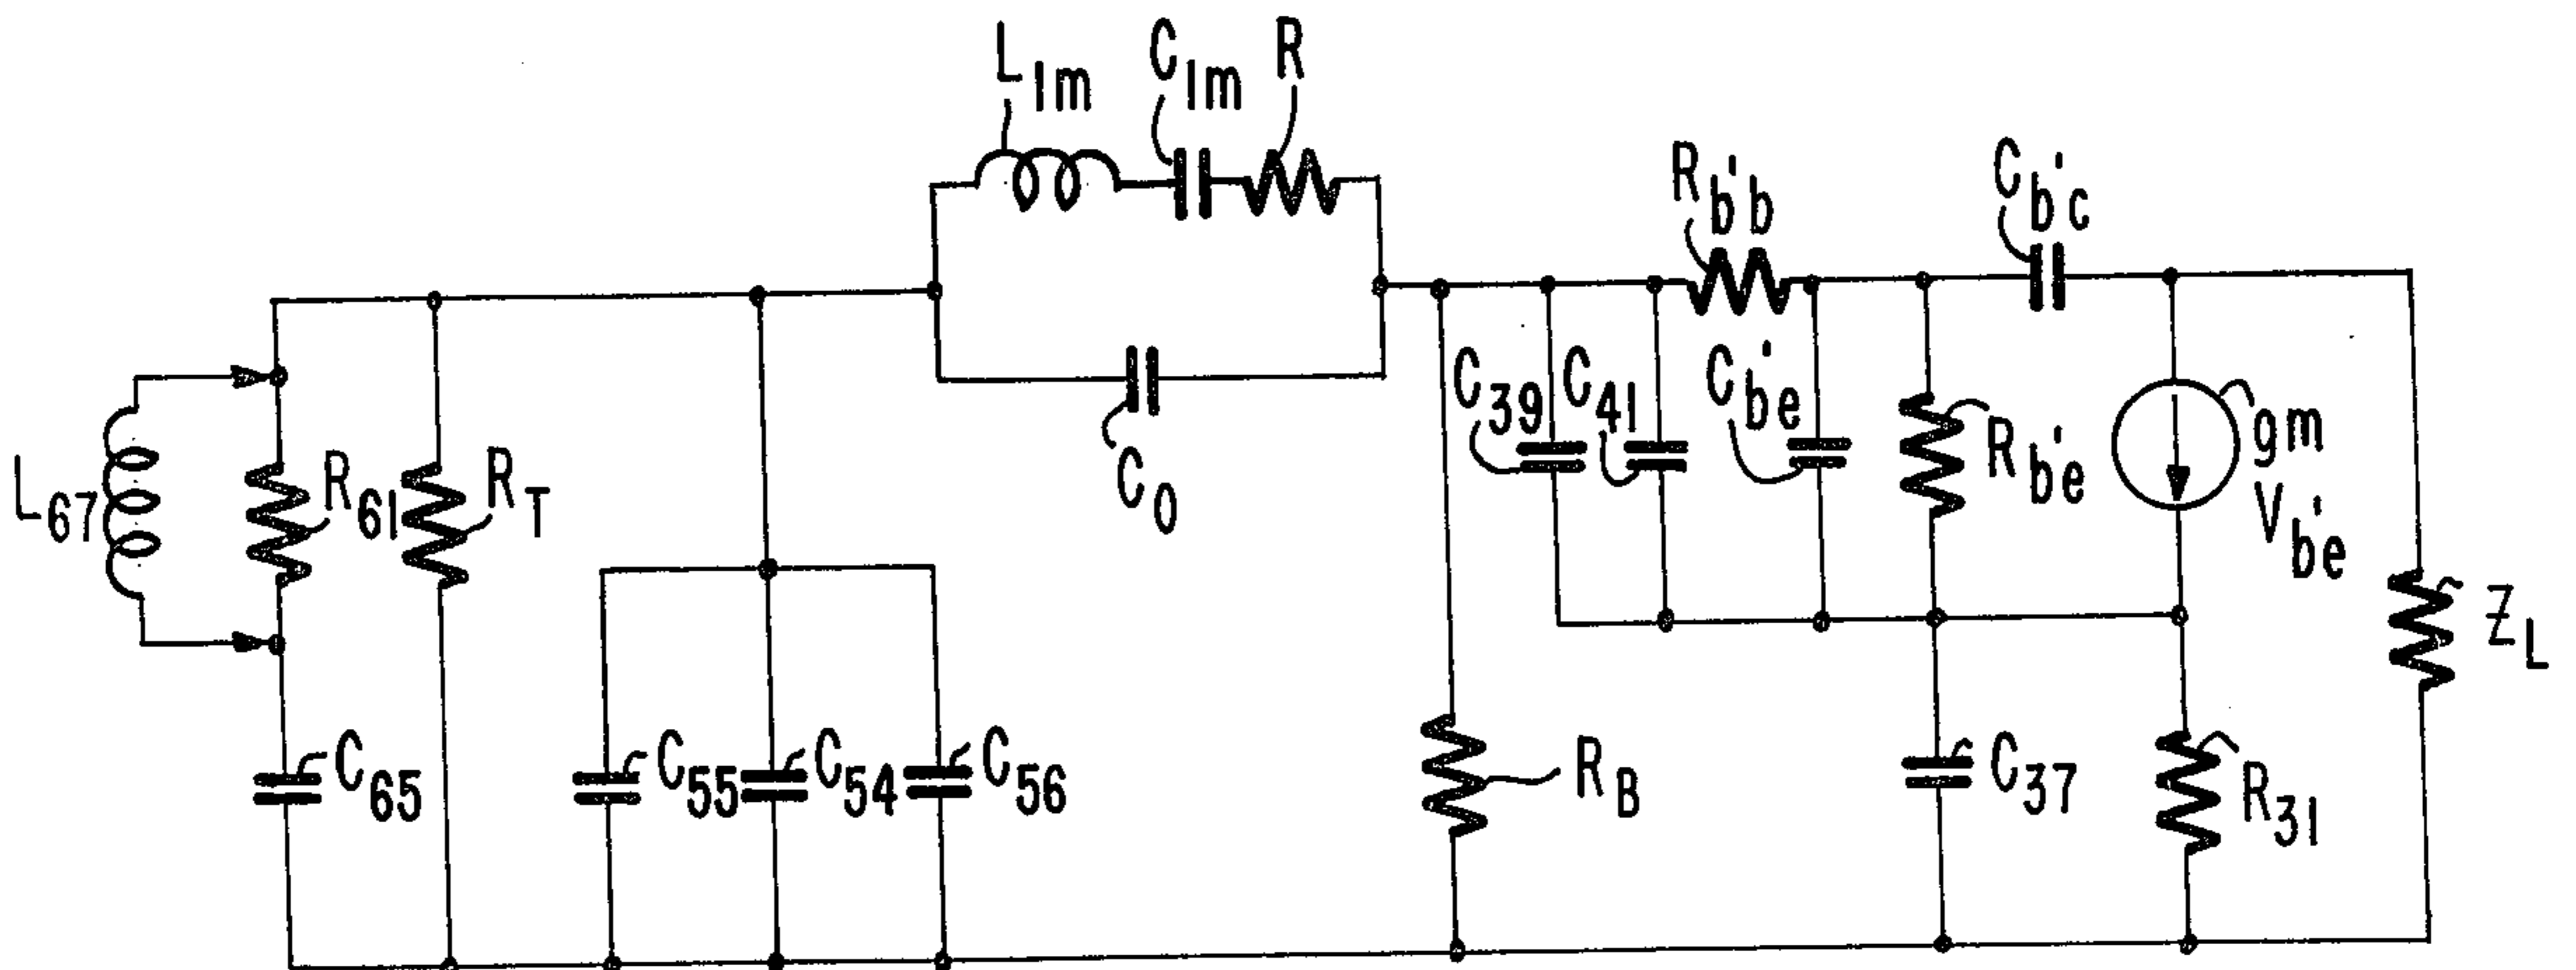 L1m
C1m
R
Rb'b
Cb'c
L67
R61
RT
C0
C39
C41
Cb'e
Rb'e
gm
Vb'e
ZL
C65
C55
C54
C56
RB
C37
R31